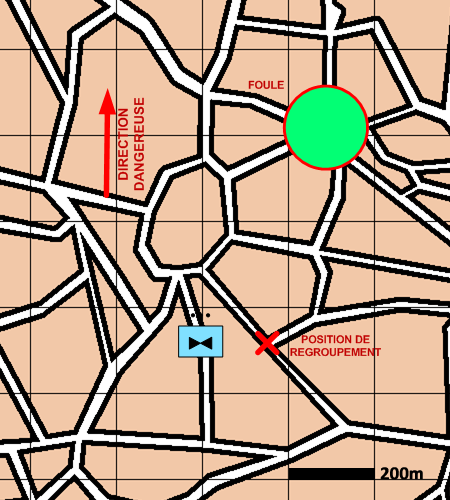 FOULE
DIRECTION
DANGEREUSE
POSITION DE
REGROUPEMENT
200m